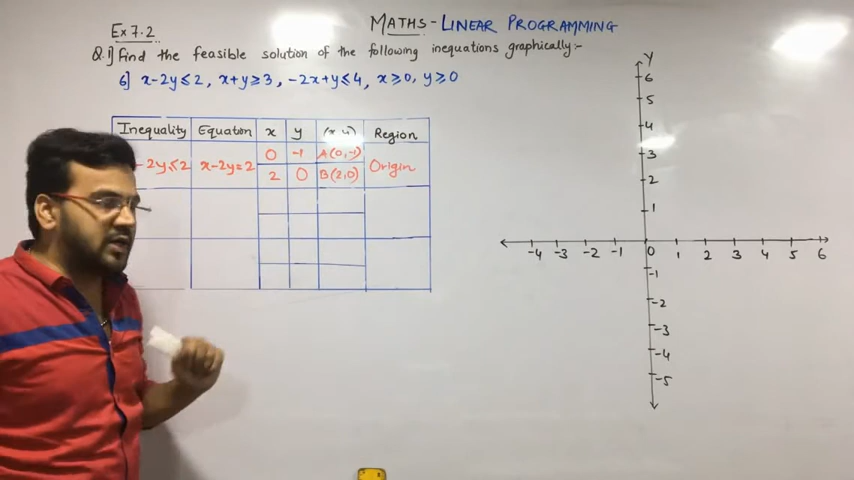 Ex 7.2
MATHS - LINEAR PROGRAMMING
Q.1) Find the feasible solution of the following inequations graphically:-
6] x-2y≤2, x+y≥3, -2x+y≤4, x≥0, y≥0
Inequality Equation x y (x,y) Region
-2y≤2 x-2y=2 0 -1 A(0,-1) Origin
2 0 B(2,0)
Y
6
5
4
3
2
1
-4 -3 -2 -1 0 1 2 3 4 5 6
-1
-2
-3
-4
-5